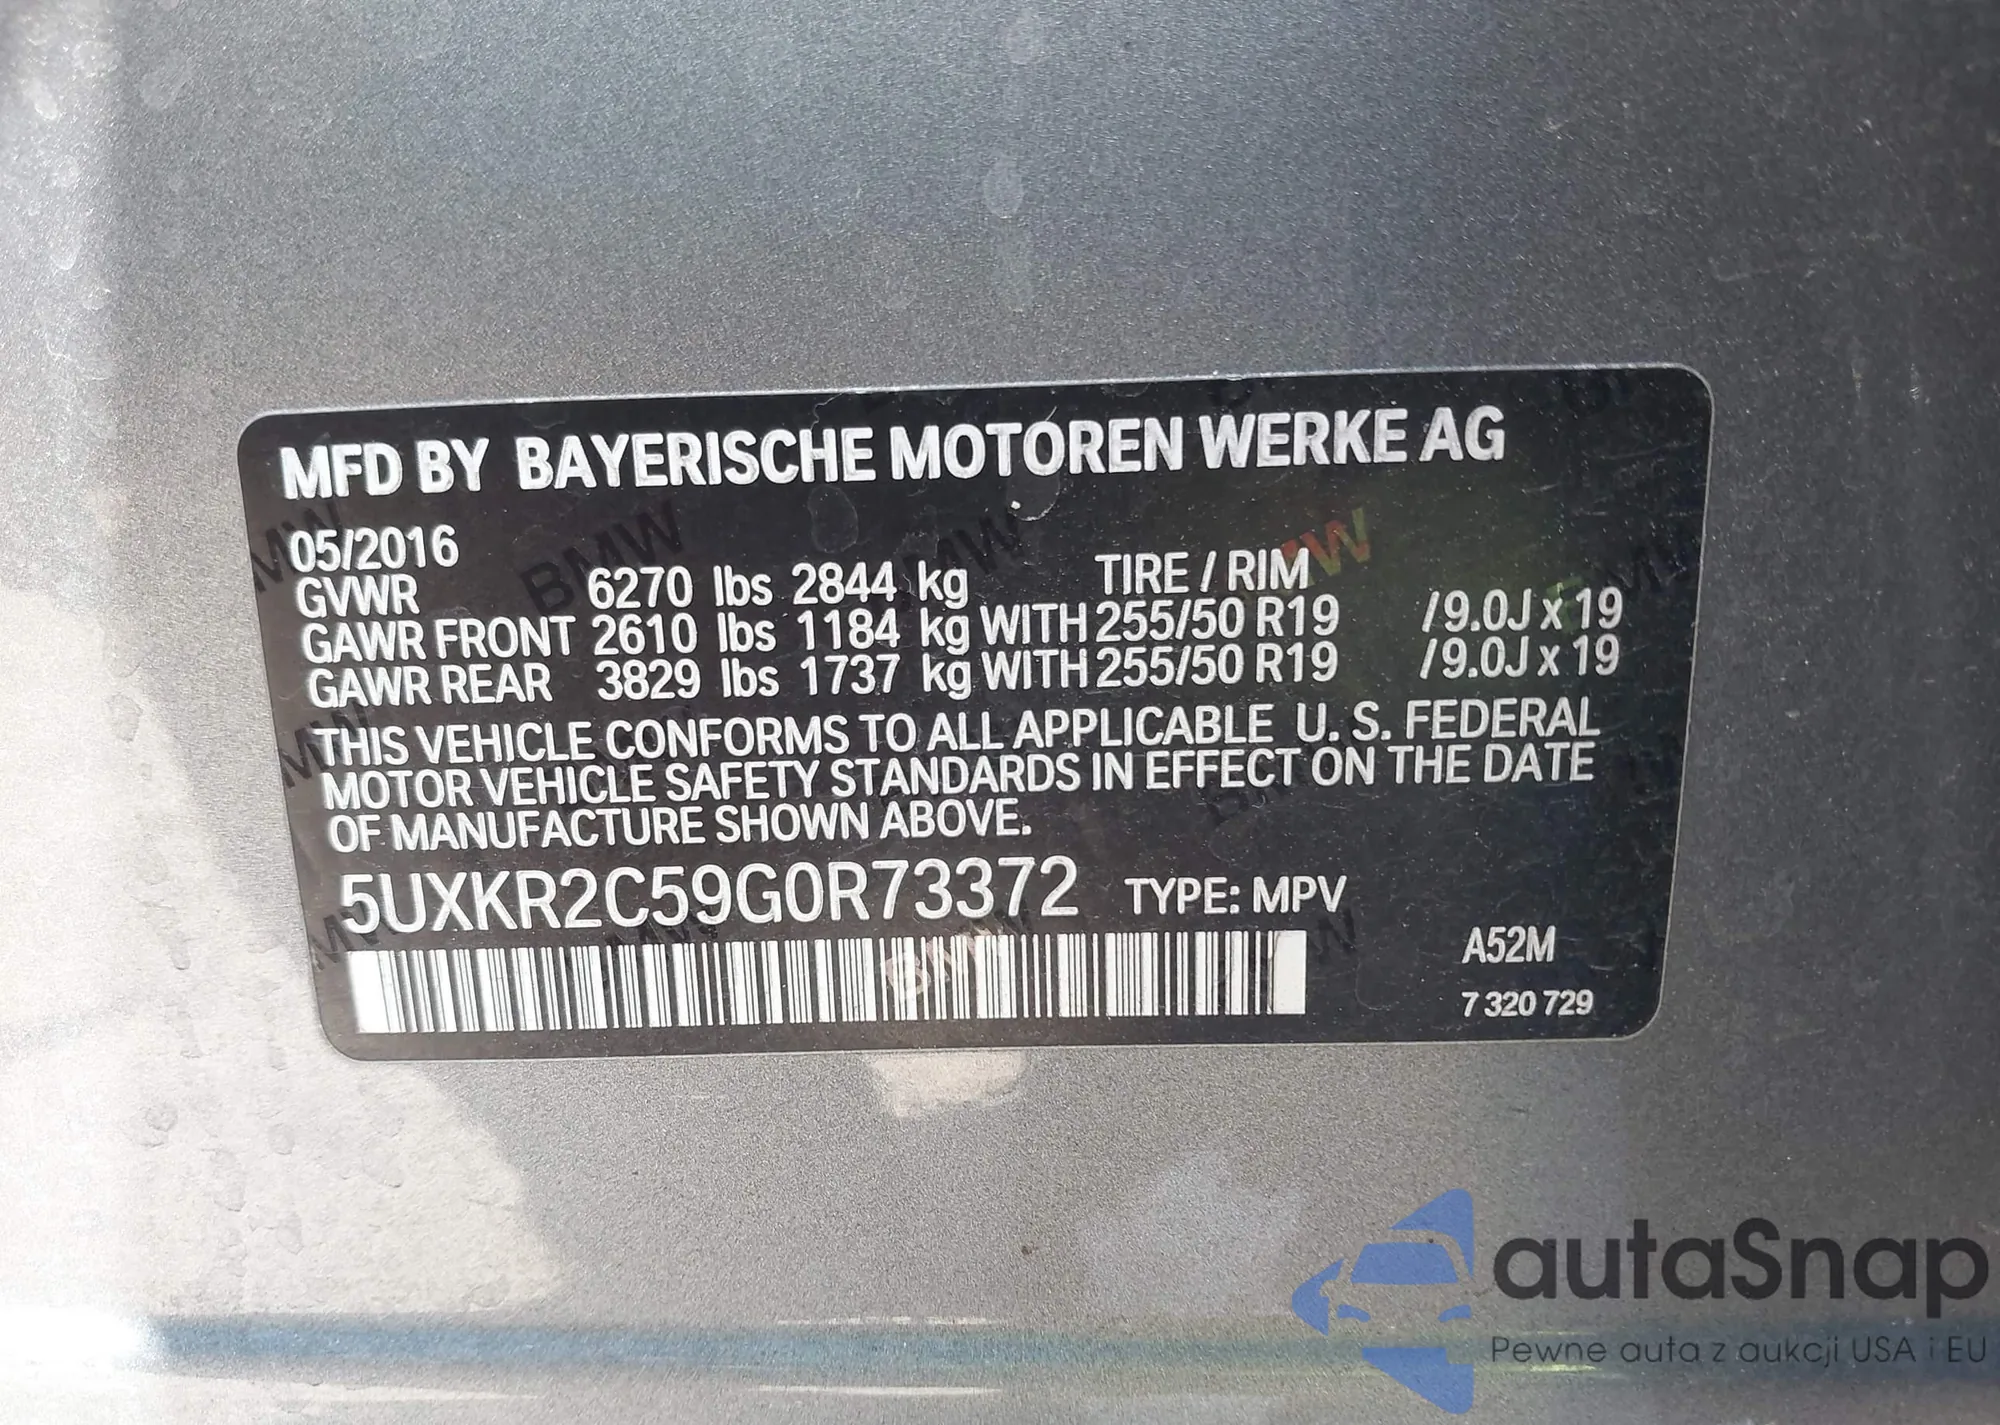 MFD BY BAYERISCHE MOTOREN WERKE AG
05/2016
GVWR 6270 lbs 2844 kg TIRE / RIM
GAWR FRONT 2610 lbs 1184 kg WITH 255/50 R19 /9.0J x 19
GAWR REAR 3829 lbs 1737 kg WITH 255/50 R19 /9.0J x 19
THIS VEHICLE CONFORMS TO ALL APPLICABLE U. S. FEDERAL
MOTOR VEHICLE SAFETY STANDARDS IN EFFECT ON THE DATE
OF MANUFACTURE SHOWN ABOVE.
5UXKR2C59G0R73372 TYPE: MPV
A52M
7 320 729
autaSnap
Pewne auta z aukcji USA i EU